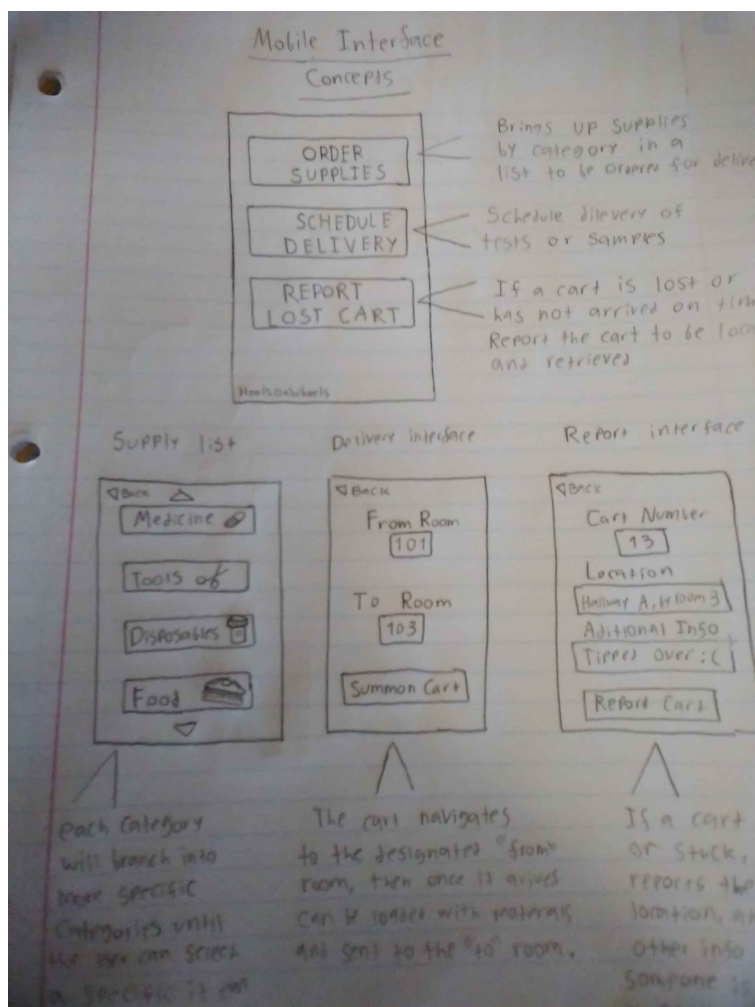 Mobile Interface
Concepts
ORDER
SUPPLIES
Brings up supplies
by category in a
list to be ordered for
SCHEDULE
DELIVERY
Schedule dilevery of
tests or samples
REPORT
LOST CART
If a cart is lost or
has not arrived on
Report the cart to be
and retrieved
Supply list
Back
Medicine
Tools
Disposables
Food
each category
will branch into
more specific
categories until
the user can select
a specific
Delivery interface
BACK
From Room
101
To Room
103
Summon Cart
The cart navigates
to the designated "from"
room, then once it arives
can be loaded with materials
and sent to the "to" room.
Report interface
BACK
Cart Number
13
Location
Hallway A, by room 3
Aditional Info
Tipped Over :(
Report Cart
If a cart
or stuck,
reports the
location,
other info
someone